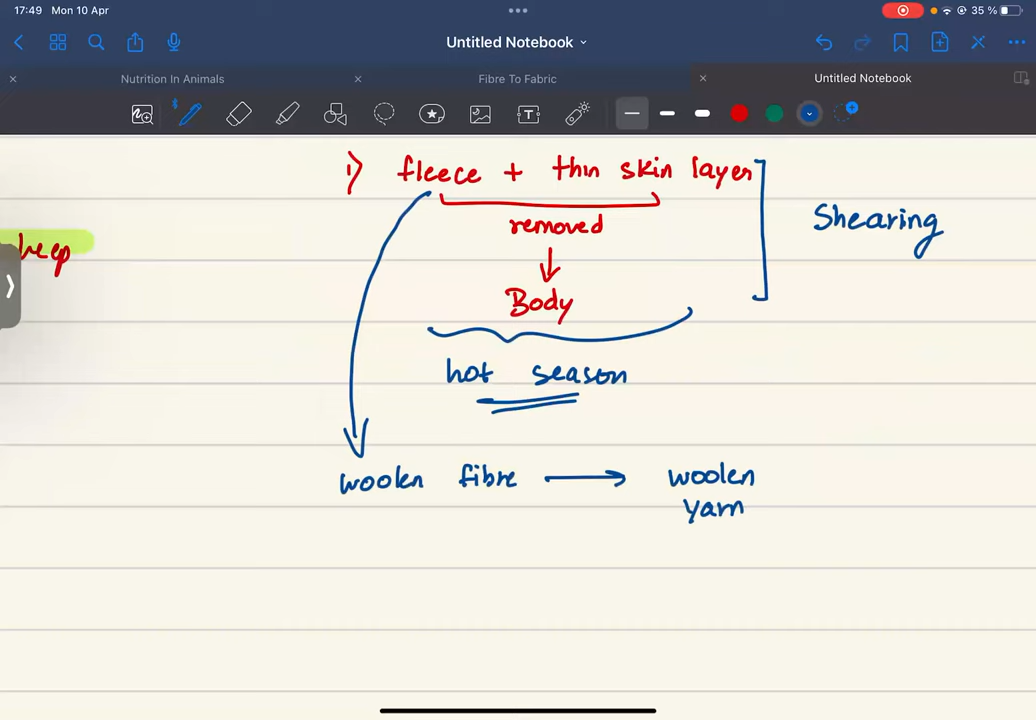 17:49 Mon 10 Apr
35 %
Untitled Notebook
Nutrition In Animals
Fibre To Fabric
Untitled Notebook
1) fleece + thin skin layer
removed
Shearing
Body
hot season
woolen fibre → woolen
yarn